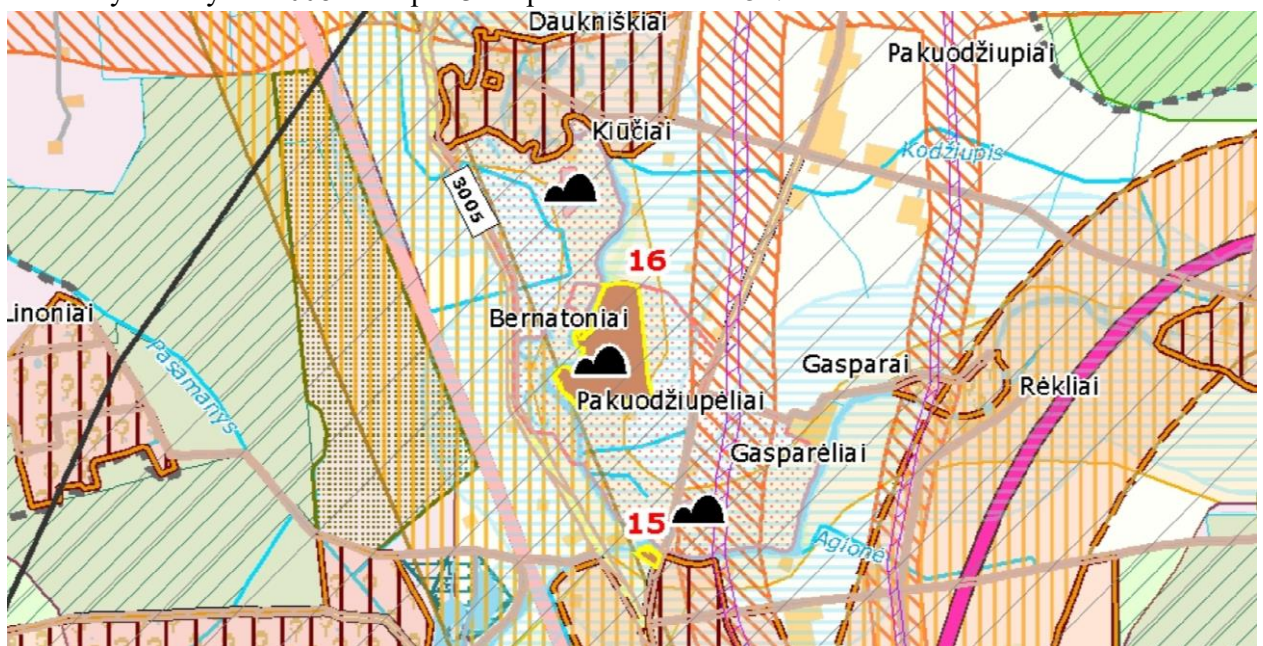 Daukniškiai
Pakuodžiupiai
Kiūčiai
Kodžiupis
3005
16
Linoniai
Bernatoniai
Pasamanys
Gasparai
Rėkliai
Pakuodžiupėliai
Gasparėliai
15
Agionė